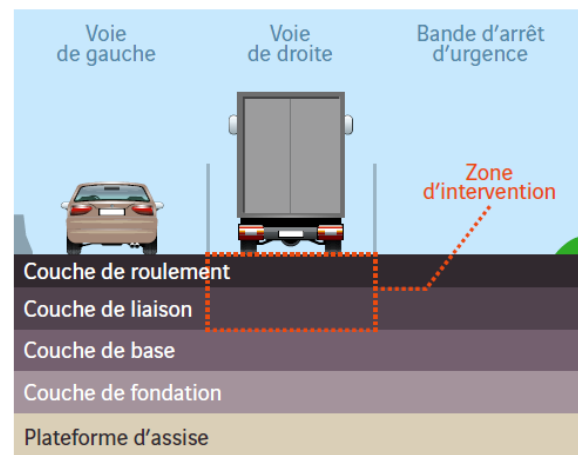 Voie
de gauche
Voie
de droite
Bande d'arrêt
d'urgence
Zone
d'intervention
Couche de roulement
Couche de liaison
Couche de base
Couche de fondation
Plateforme d'assise